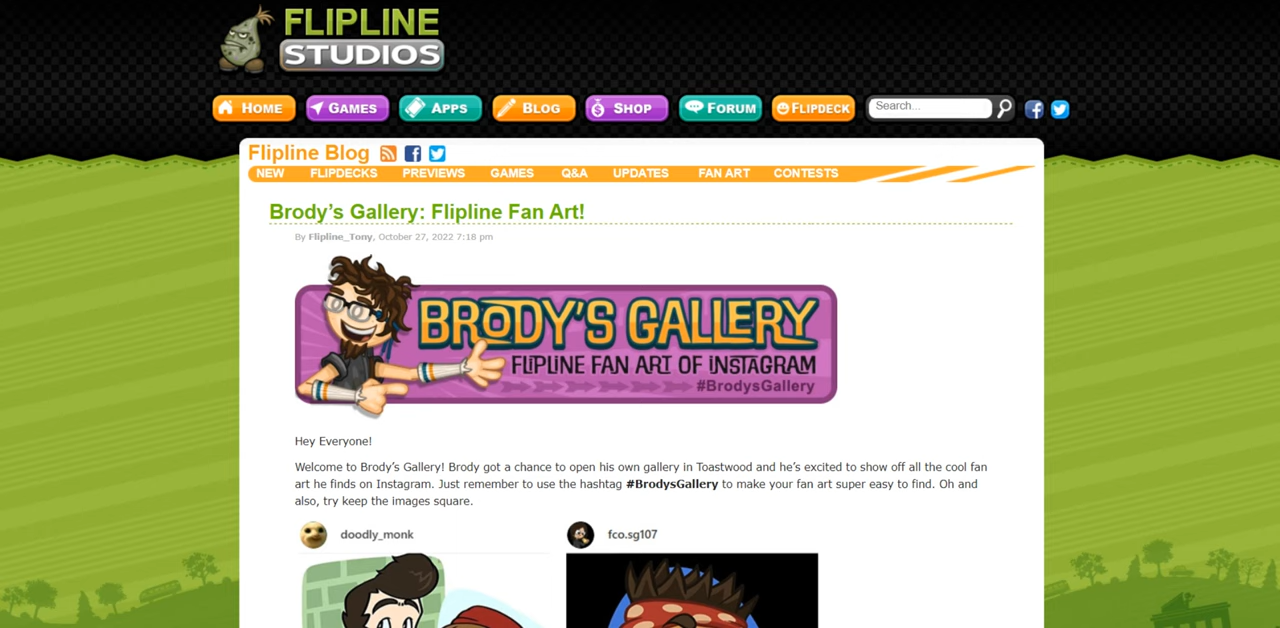 FLIPLINE
STUDIOS
HOME GAMES APPS BLOG SHOP FORUM FLIPDECK Search...
Flipline Blog
NEW FLIPDECKS PREVIEWS GAMES Q&A UPDATES FAN ART CONTESTS
Brody’s Gallery: Flipline Fan Art!
By Flipline_Tony, October 27, 2022 7:18 pm
BRODY'S GALLERY
FLIPLINE FAN ART OF INSTAGRAM
#BrodysGallery
Hey Everyone!
Welcome to Brody’s Gallery! Brody got a chance to open his own gallery in Toastwood and he’s excited to show off all the cool fan
art he finds on Instagram. Just remember to use the hashtag #BrodysGallery to make your fan art super easy to find. Oh and
also, try keep the images square.
doodly_monk fco.sg107